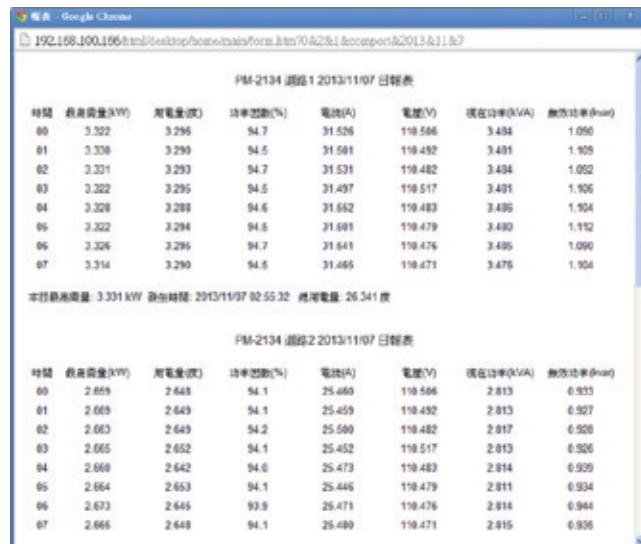 報表 - Google Chrome
192.168.100.166/html/desktop/home/main/form.htm?0&2&1&comport&2013&11&7
PM-2134 迴路1 2013/11/07 日報表
時間 最高需量(kW) 用電量(度) 功率因數(%) 電流(A) 電壓(V) 視在功率(kVA) 無效功率(kvar)
00 3.322 3.296 94.7 31.526 110.506 3.484 1.090
01 3.330 3.290 94.5 31.501 110.492 3.481 1.109
02 3.331 3.293 94.7 31.531 110.482 3.484 1.092
03 3.322 3.295 94.5 31.497 110.517 3.481 1.106
04 3.328 3.288 94.6 31.552 110.483 3.486 1.104
05 3.322 3.294 94.5 31.501 110.479 3.480 1.112
06 3.326 3.295 94.7 31.541 110.476 3.485 1.090
07 3.314 3.290 94.5 31.465 110.471 3.476 1.104
本日最高需量: 3.331 kW 發生時間: 2013/11/07 02:55:32 總用電量: 26.341 度
PM-2134 迴路2 2013/11/07 日報表
時間 最高需量(kW) 用電量(度) 功率因數(%) 電流(A) 電壓(V) 視在功率(kVA) 無效功率(kvar)
00 2.659 2.648 94.1 25.460 110.506 2.813 0.933
01 2.669 2.649 94.1 25.459 110.492 2.813 0.927
02 2.663 2.649 94.2 25.500 110.482 2.817 0.928
03 2.665 2.652 94.1 25.452 110.517 2.813 0.926
04 2.660 2.642 94.0 25.473 110.483 2.814 0.939
05 2.664 2.653 94.1 25.446 110.479 2.811 0.934
06 2.673 2.645 93.9 25.471 110.476 2.814 0.944
07 2.665 2.648 94.1 25.480 110.471 2.815 0.936